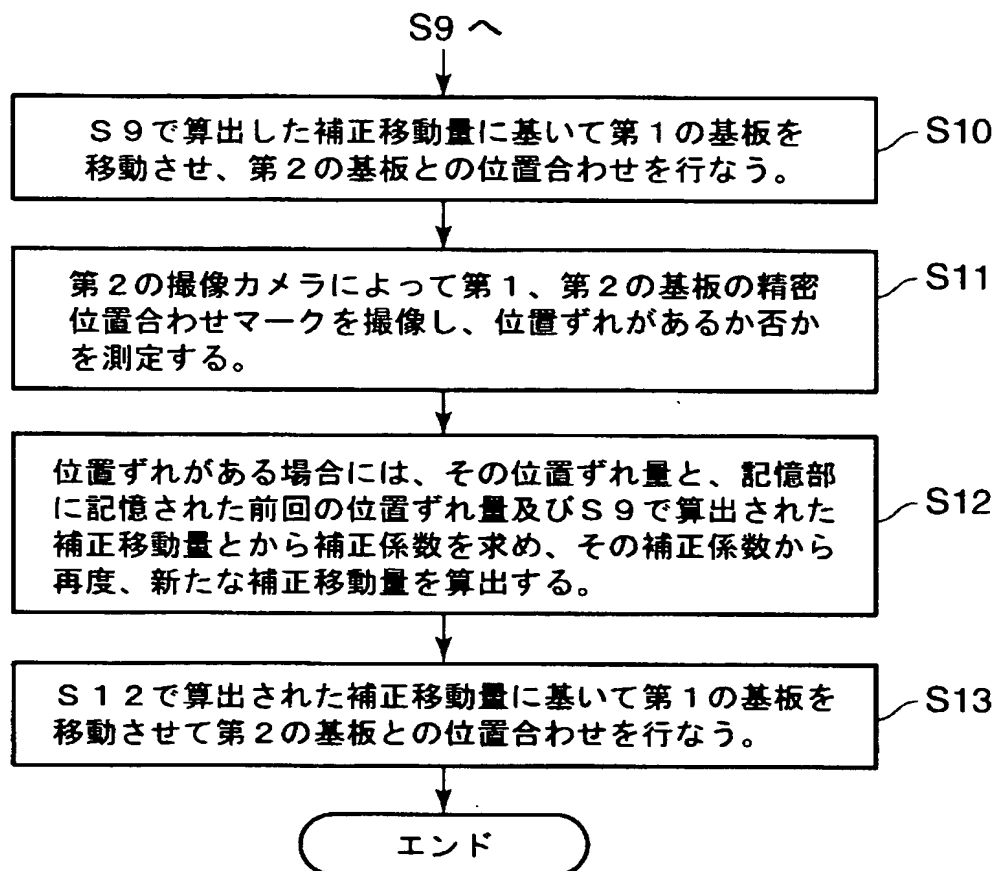 S9 へ
S9で算出した補正移動量に基いて第1の基板を
移動させ、第2の基板との位置合わせを行なう。
S10
第2の撮像カメラによって第1、第2の基板の精密
位置合わせマークを撮像し、位置ずれがあるか否か
を測定する。
S11
位置ずれがある場合には、その位置ずれ量と、記憶部
に記憶された前回の位置ずれ量及びS9で算出された
補正移動量とから補正係数を求め、その補正係数から
再度、新たな補正移動量を算出する。
S12
S12で算出された補正移動量に基いて第1の基板を
移動させて第2の基板との位置合わせを行なう。
S13
エンド